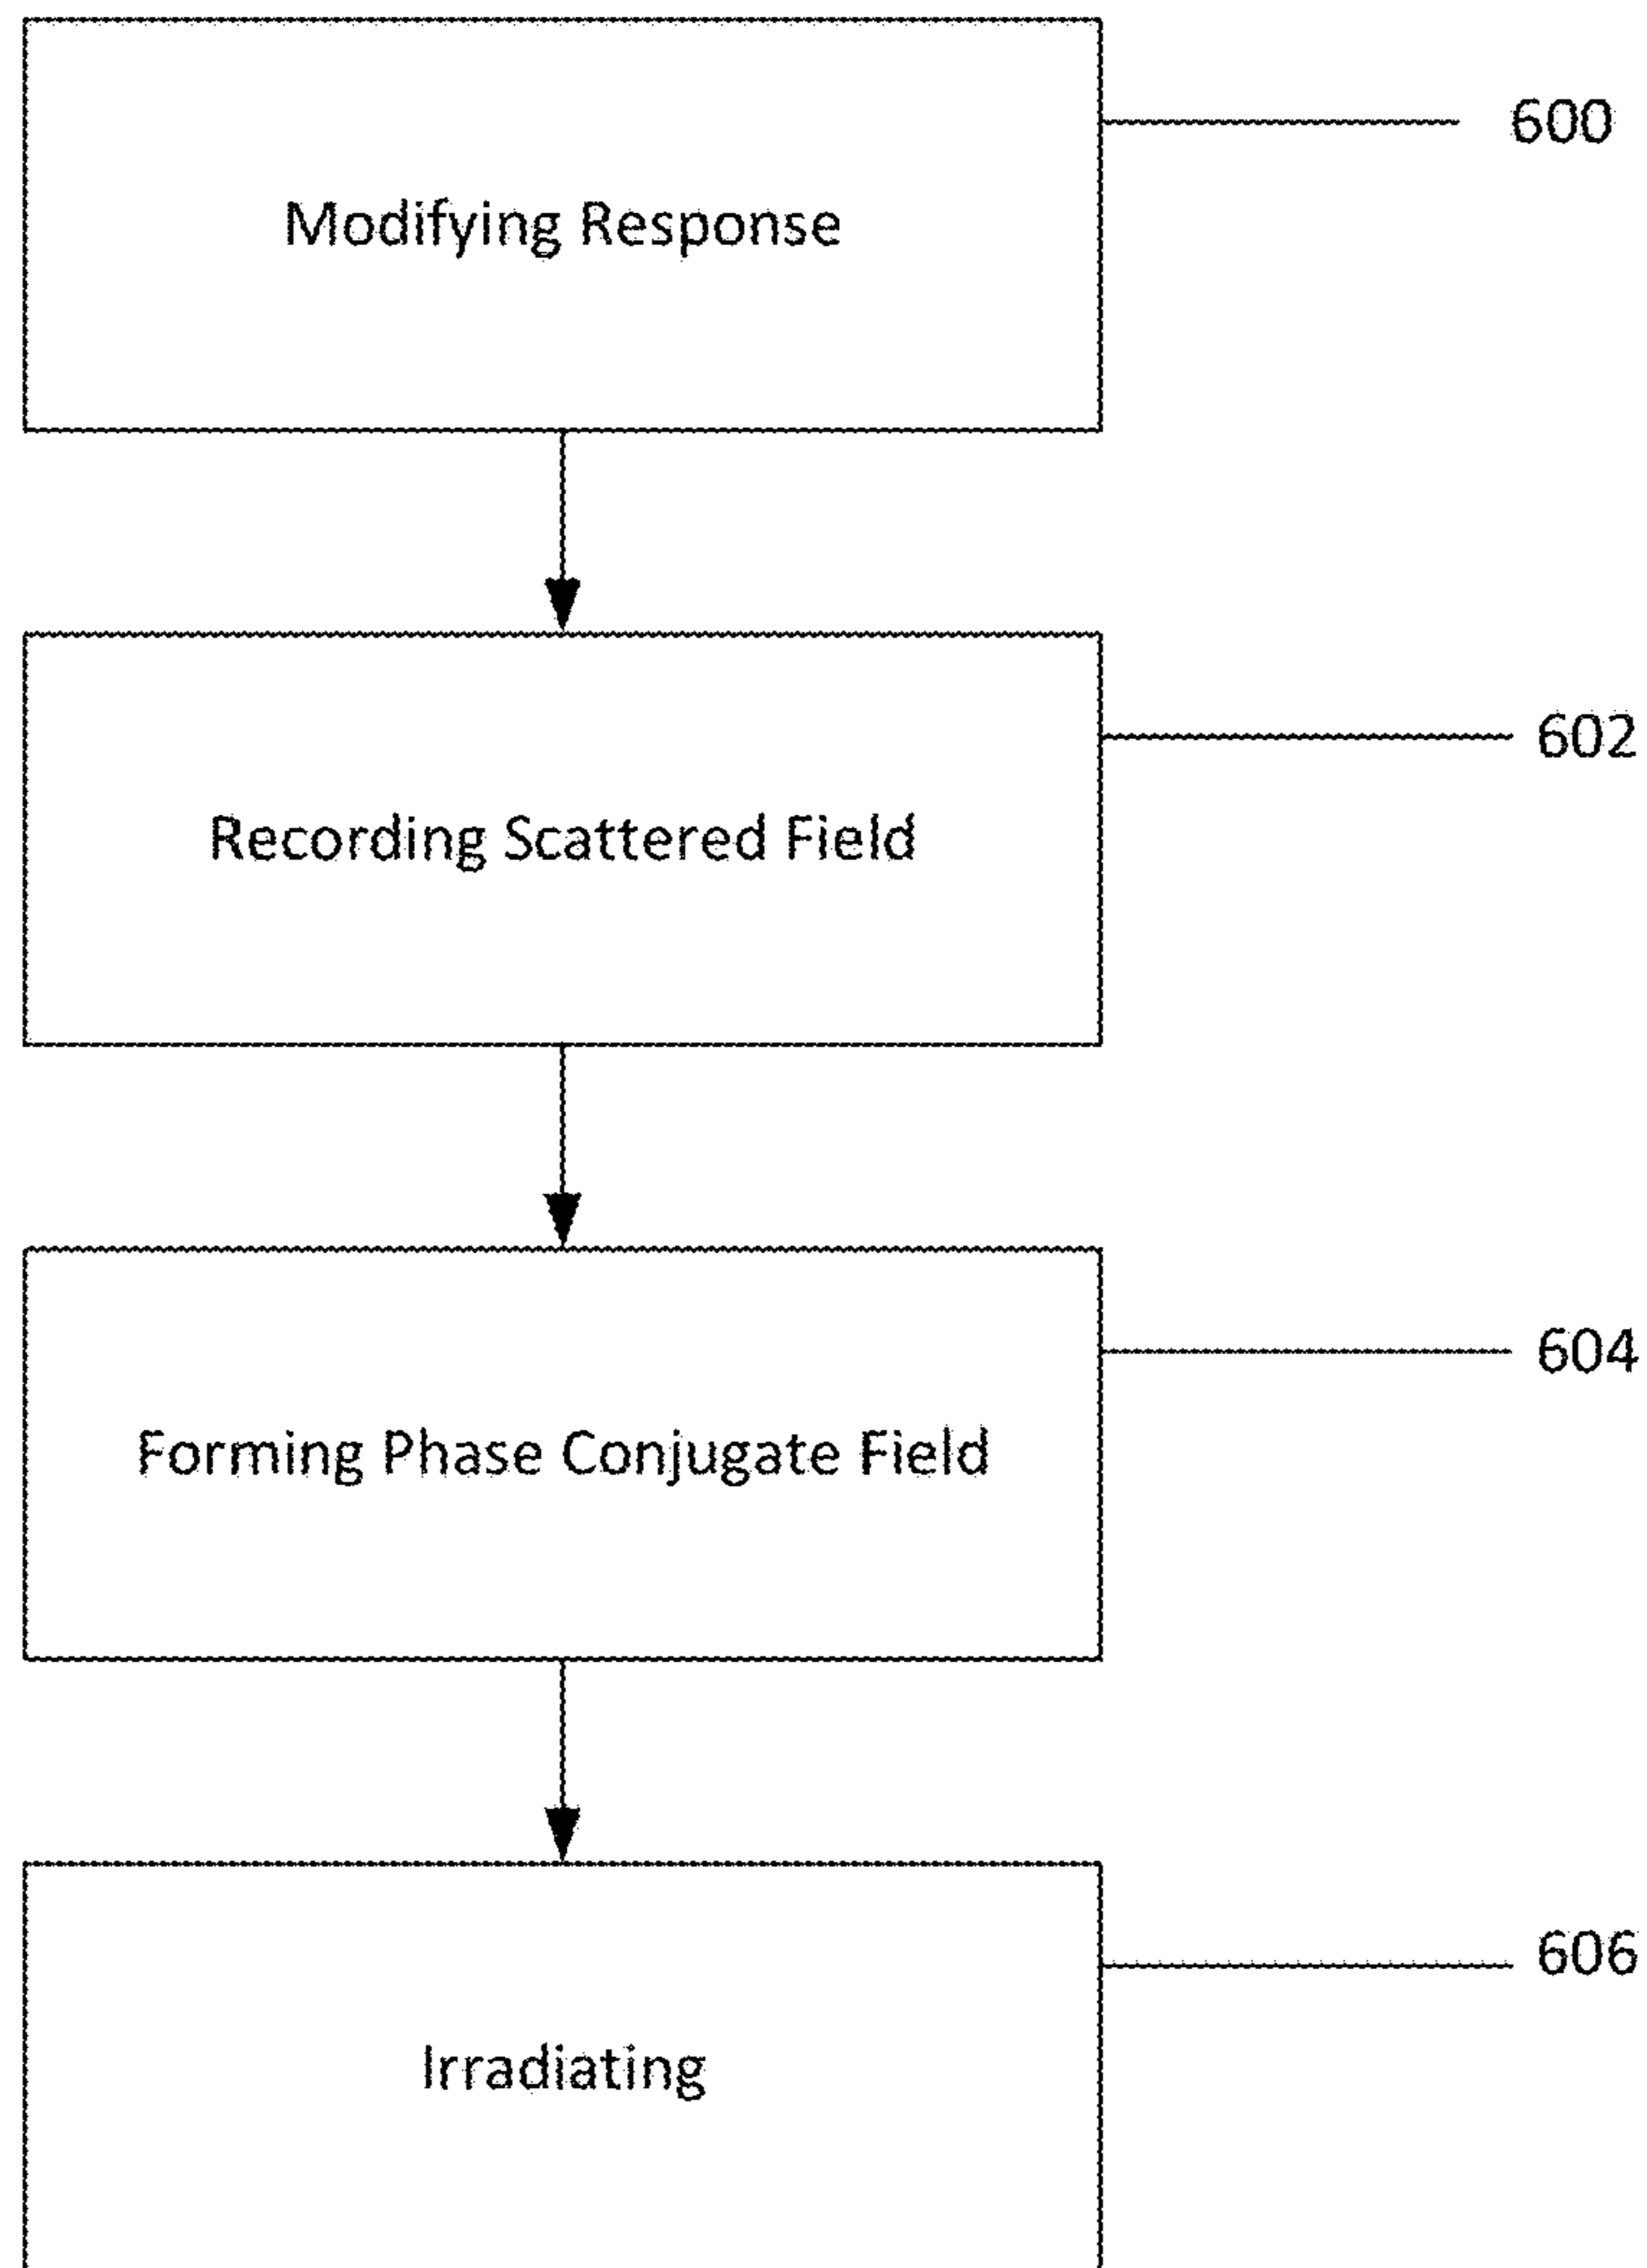 600
Modifying Response
602
Recording Scattered Field
604
Forming Phase Conjugate Field
606
Irradiating